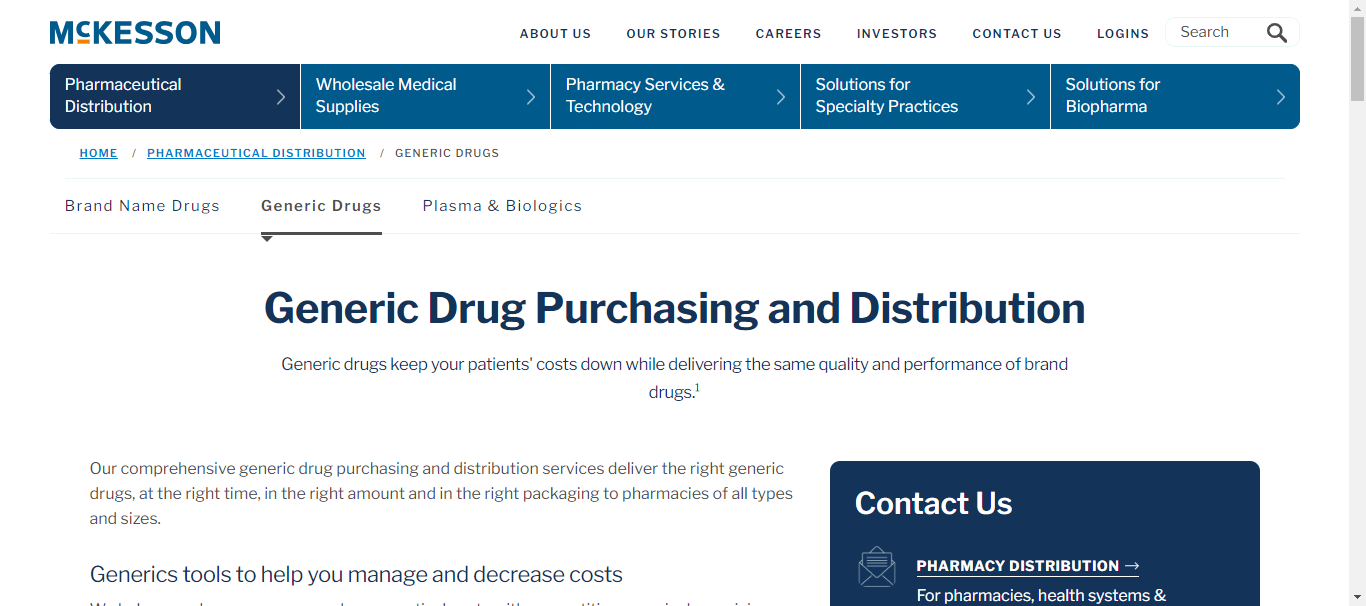 McKESSON
ABOUT US OUR STORIES CAREERS INVESTORS CONTACT US LOGINS Search
Pharmaceutical
Distribution
Wholesale Medical
Supplies
Pharmacy Services &
Technology
Solutions for
Specialty Practices
Solutions for
Biopharma
HOME / PHARMACEUTICAL DISTRIBUTION / GENERIC DRUGS
Brand Name Drugs Generic Drugs Plasma & Biologics
Generic Drug Purchasing and Distribution
Generic drugs keep your patients' costs down while delivering the same quality and performance of brand
drugs.1
Our comprehensive generic drug purchasing and distribution services deliver the right generic
drugs, at the right time, in the right amount and in the right packaging to pharmacies of all types
and sizes.
Generics tools to help you manage and decrease costs
Contact Us
PHARMACY DISTRIBUTION →
For pharmacies, health systems &